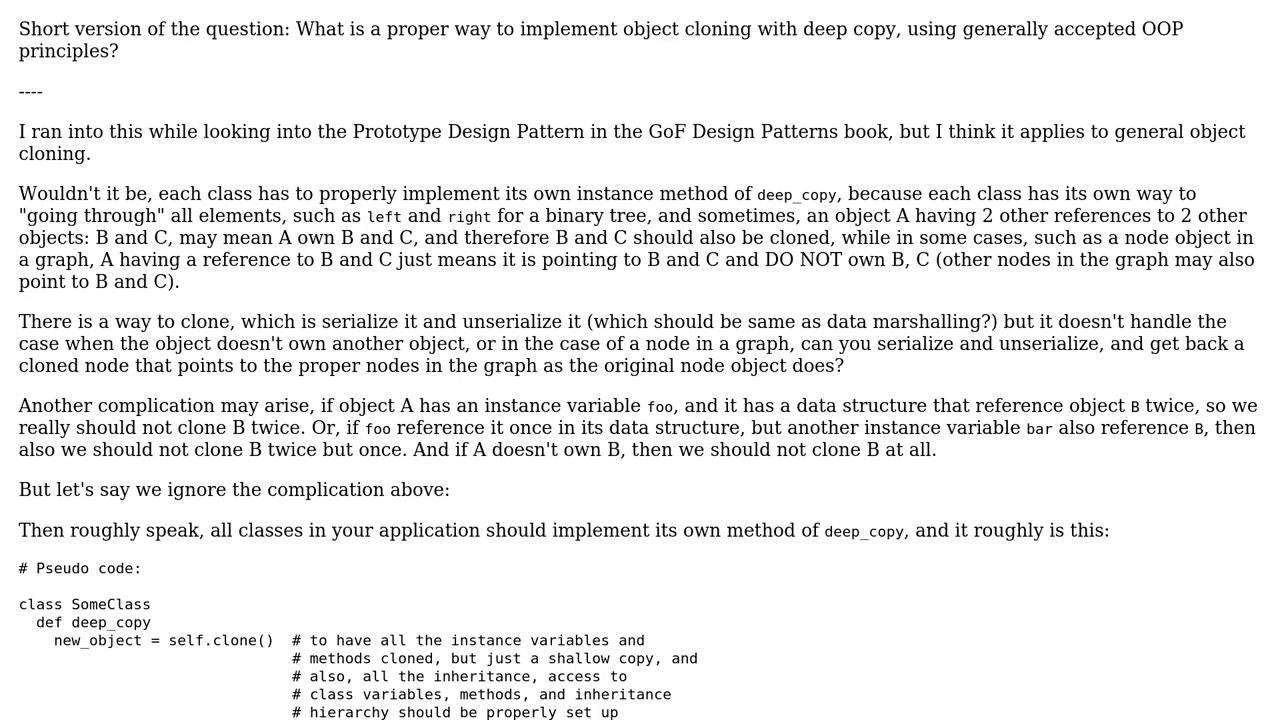 Short version of the question: What is a proper way to implement object cloning with deep copy, using generally accepted OOP
principles?
----
I ran into this while looking into the Prototype Design Pattern in the GoF Design Patterns book, but I think it applies to general object
cloning.
Wouldn't it be, each class has to properly implement its own instance method of deep_copy, because each class has its own way to
"going through" all elements, such as left and right for a binary tree, and sometimes, an object A having 2 other references to 2 other
objects: B and C, may mean A own B and C, and therefore B and C should also be cloned, while in some cases, such as a node object in
a graph, A having a reference to B and C just means it is pointing to B and C and DO NOT own B, C (other nodes in the graph may also
point to B and C).
There is a way to clone, which is serialize it and unserialize it (which should be same as data marshalling?) but it doesn't handle the
case when the object doesn't own another object, or in the case of a node in a graph, can you serialize and unserialize, and get back a
cloned node that points to the proper nodes in the graph as the original node object does?
Another complication may arise, if object A has an instance variable foo, and it has a data structure that reference object B twice, so we
really should not clone B twice. Or, if foo reference it once in its data structure, but another instance variable bar also reference B, then
also we should not clone B twice but once. And if A doesn't own B, then we should not clone B at all.
But let's say we ignore the complication above:
Then roughly speak, all classes in your application should implement its own method of deep_copy, and it roughly is this:
# Pseudo code:
class SomeClass
  def deep_copy
    new_object = self.clone()  # to have all the instance variables and
                               # methods cloned, but just a shallow copy, and
                               # also, all the inheritance, access to
                               # class variables, methods, and inheritance
                               # hierarchy should be properly set up